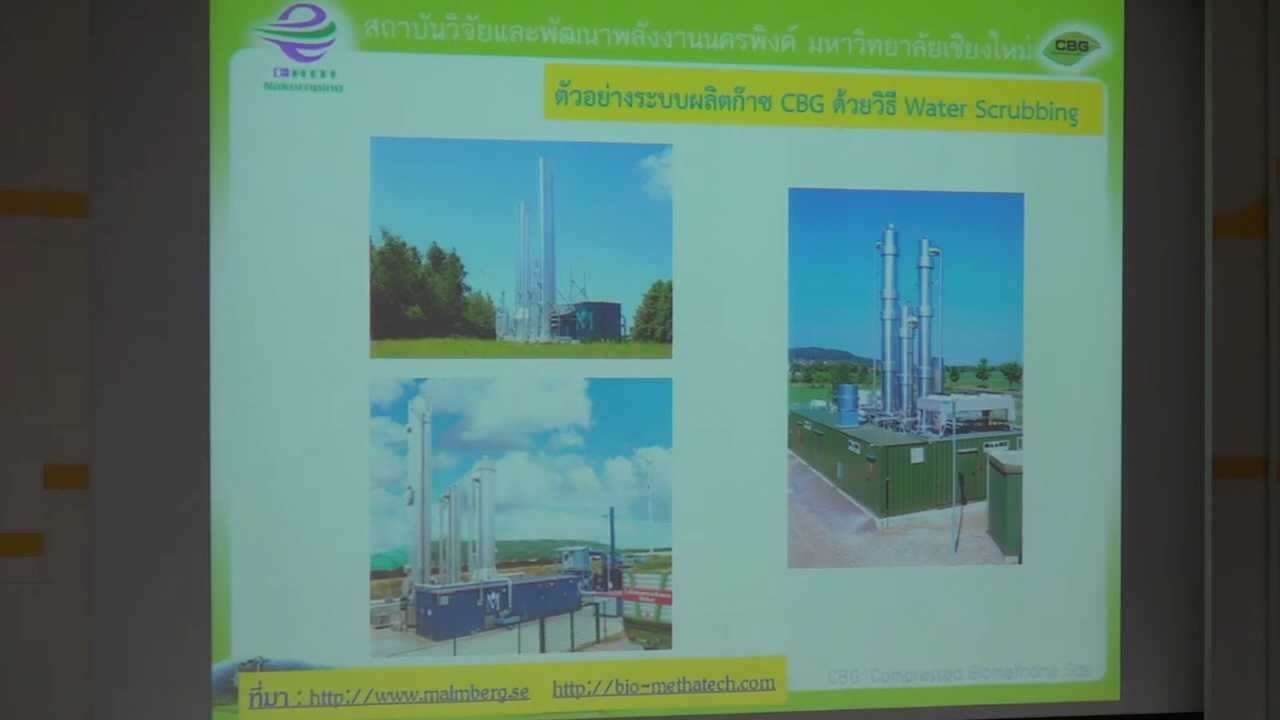 สถาบันวิจัยและพัฒนาพลังงานนครพิงค์ มหาวิทยาลัยเชียงใหม่
CBG
Nakornping
ตัวอย่างระบบผลิตก๊าซ CBG ด้วยวิธี Water Scrubbing
CBG: Compressed Biomethane Gas
ที่มา : http://www.malmberg.se http://bio-methatech.com